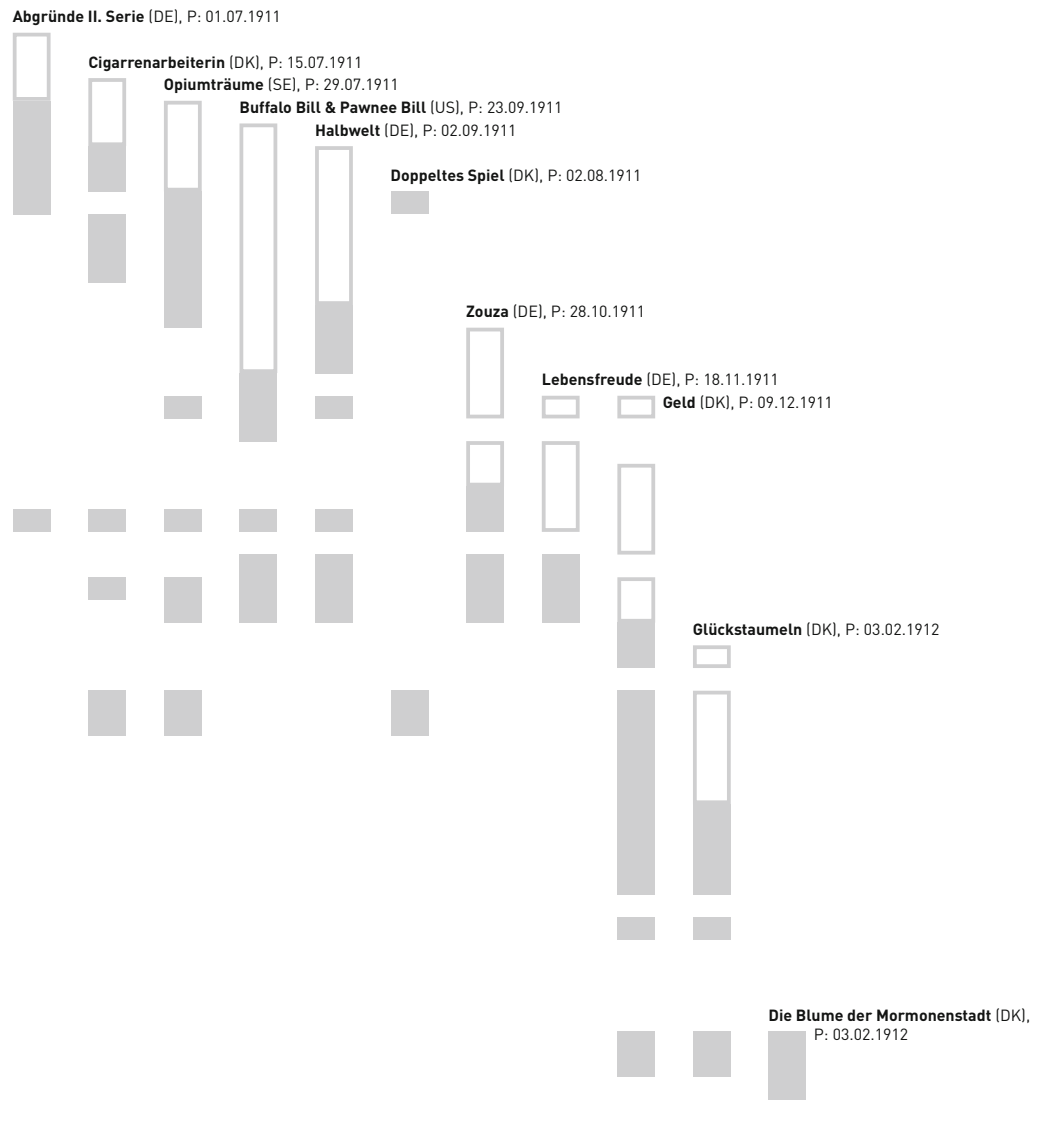 Abgründe II. Serie (DE), P: 01.07.1911
Cigarrenarbeiterin (DK), P: 15.07.1911
Opiumträume (SE), P: 29.07.1911
Buffalo Bill & Pawnee Bill (US), P: 23.09.1911
Halbwelt (DE), P: 02.09.1911
Doppeltes Spiel (DK), P: 02.08.1911
Zouza (DE), P: 28.10.1911
Lebensfreude (DE), P: 18.11.1911
Geld (DK), P: 09.12.1911
Glückstaumeln (DK), P: 03.02.1912
Die Blume der Mormonenstadt (DK),
P: 03.02.1912